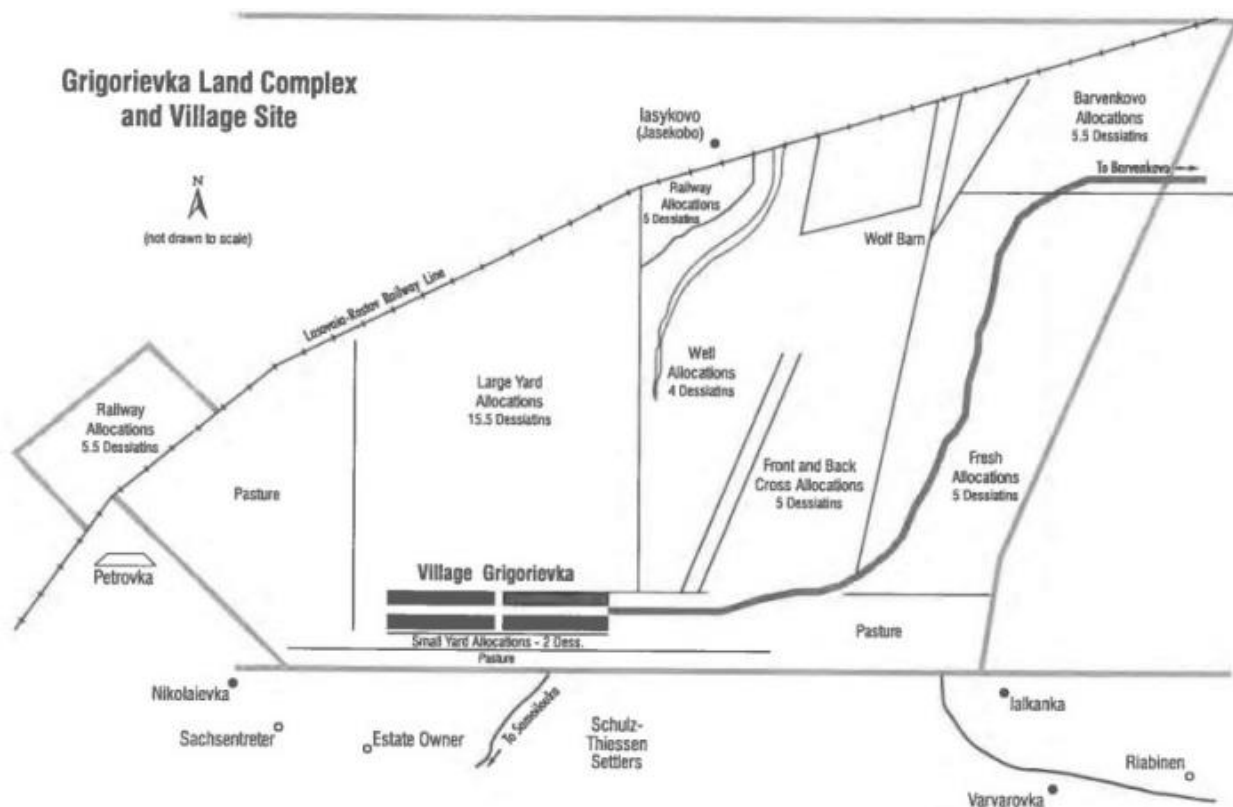 Grigorievka Land Complex
and Village Site
N
(not drawn to scale)
Iasykovo
(Jasekobo)
Barvenkovo
Allocations
5.5 Dessiatins
To Barvenkovo
Railway
Allocations
5 Dessiatins
Wolf Barn
Lasovaia-Rostov Railway Line
Well
Allocations
4 Dessiatins
Large Yard
Allocations
15.5 Dessiatins
Railway
Allocations
5.5 Dessiatins
Pasture
Front and Back
Cross Allocations
5 Dessiatins
Fresh
Allocations
5 Dessiatins
Petrovka
Village Grigorievka
Small Yard Allocations - 2 Dess.
Pasture
Pasture
Nikolaievka
Sachsentreter
Estate Owner
To Samoilovka
Schulz-
Thiessen
Settlers
Ialkanka
Riabinen
Varvarovka